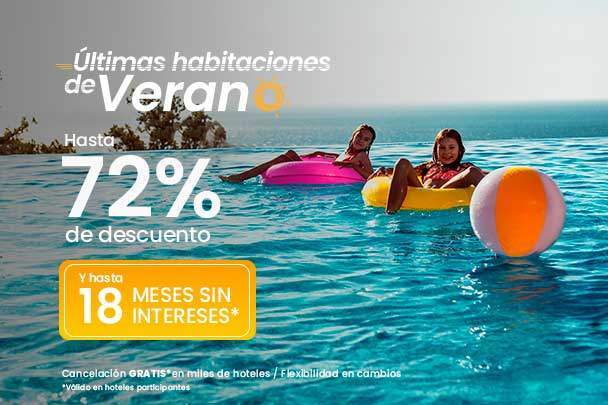 Últimas habitaciones
de Verano
Hasta
72%
de descuento
Y hasta
18 MESES SIN
INTERESES*
Cancelación GRATIS* en miles de hoteles / Flexibilidad en cambios
*Válido en hoteles participantes